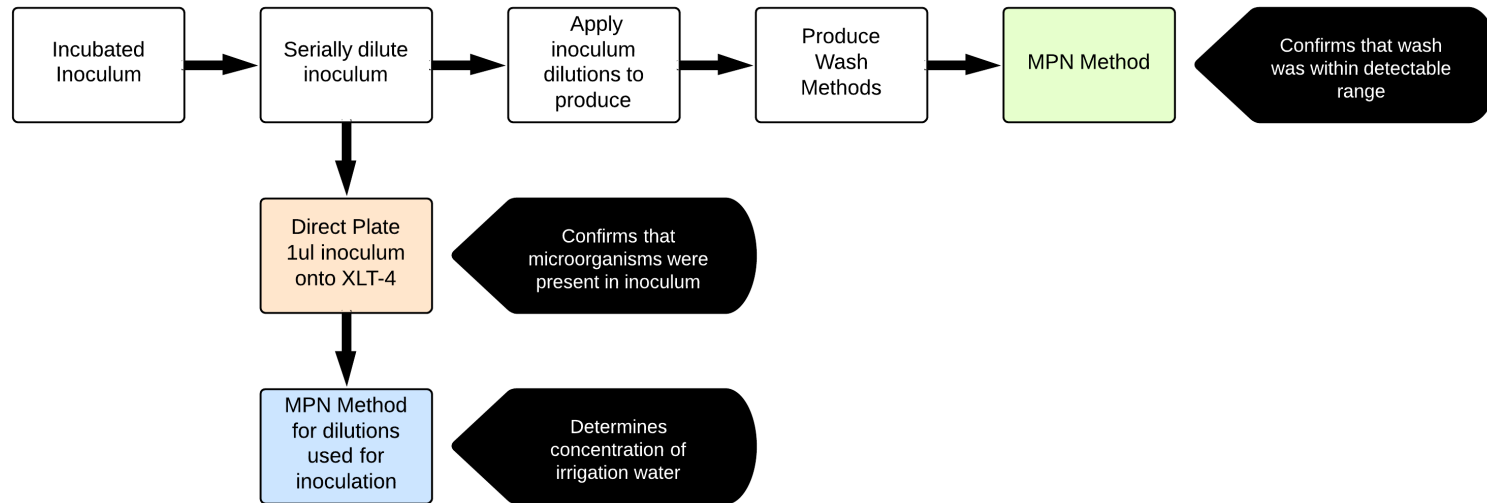 Incubated
Inoculum
Serially dilute
inoculum
Apply
inoculum
dilutions to
produce
Produce
Wash
Methods
MPN Method
Confirms that wash
was within detectable
range
Direct Plate
1ul inoculum
onto XLT-4
Confirms that
microorganisms were
present in inoculum
MPN Method
for dilutions
used for
inoculation
Determines
concentration of
irrigation water